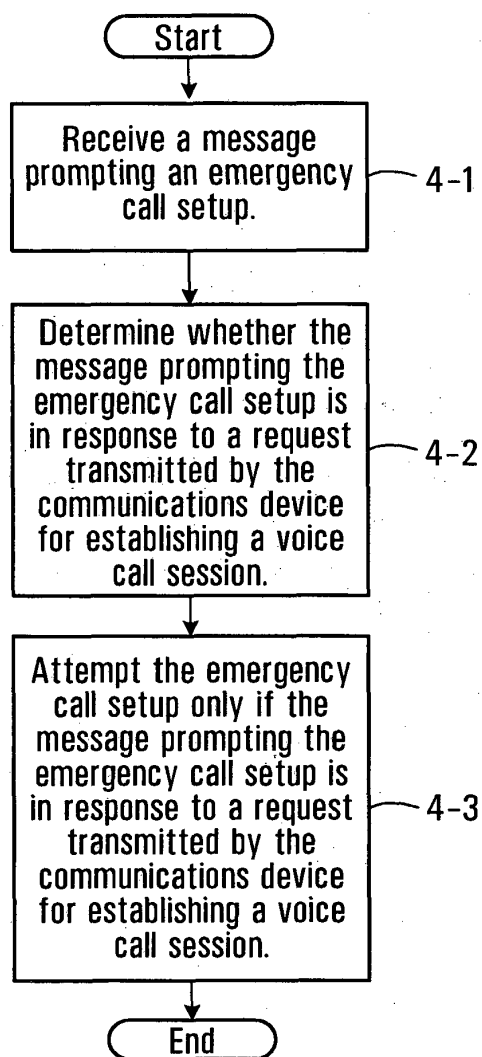 Start
Receive a message
prompting an emergency
call setup.
4-1
Determine whether the
message prompting the
emergency call setup is
in response to a request
transmitted by the
communications device
for establishing a voice
call session.
4-2
Attempt the emergency
call setup only if the
message prompting the
emergency call setup is
in response to a request
transmitted by the
communications device
for establishing a voice
call session.
4-3
End